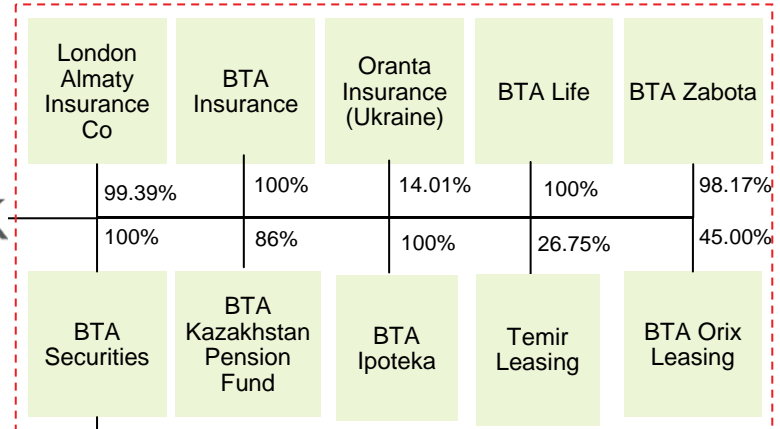 London
Almaty
Insurance
Co
BTA
Insurance
Oranta
Insurance
(Ukraine)
BTA Life
BTA Zabota
99.39%
100%
14.01%
100%
98.17%
100%
86%
100%
26.75%
45.00%
BTA
Securities
BTA
Kazakhstan
Pension
Fund
BTA
Ipoteka
Temir
Leasing
BTA Orix
Leasing